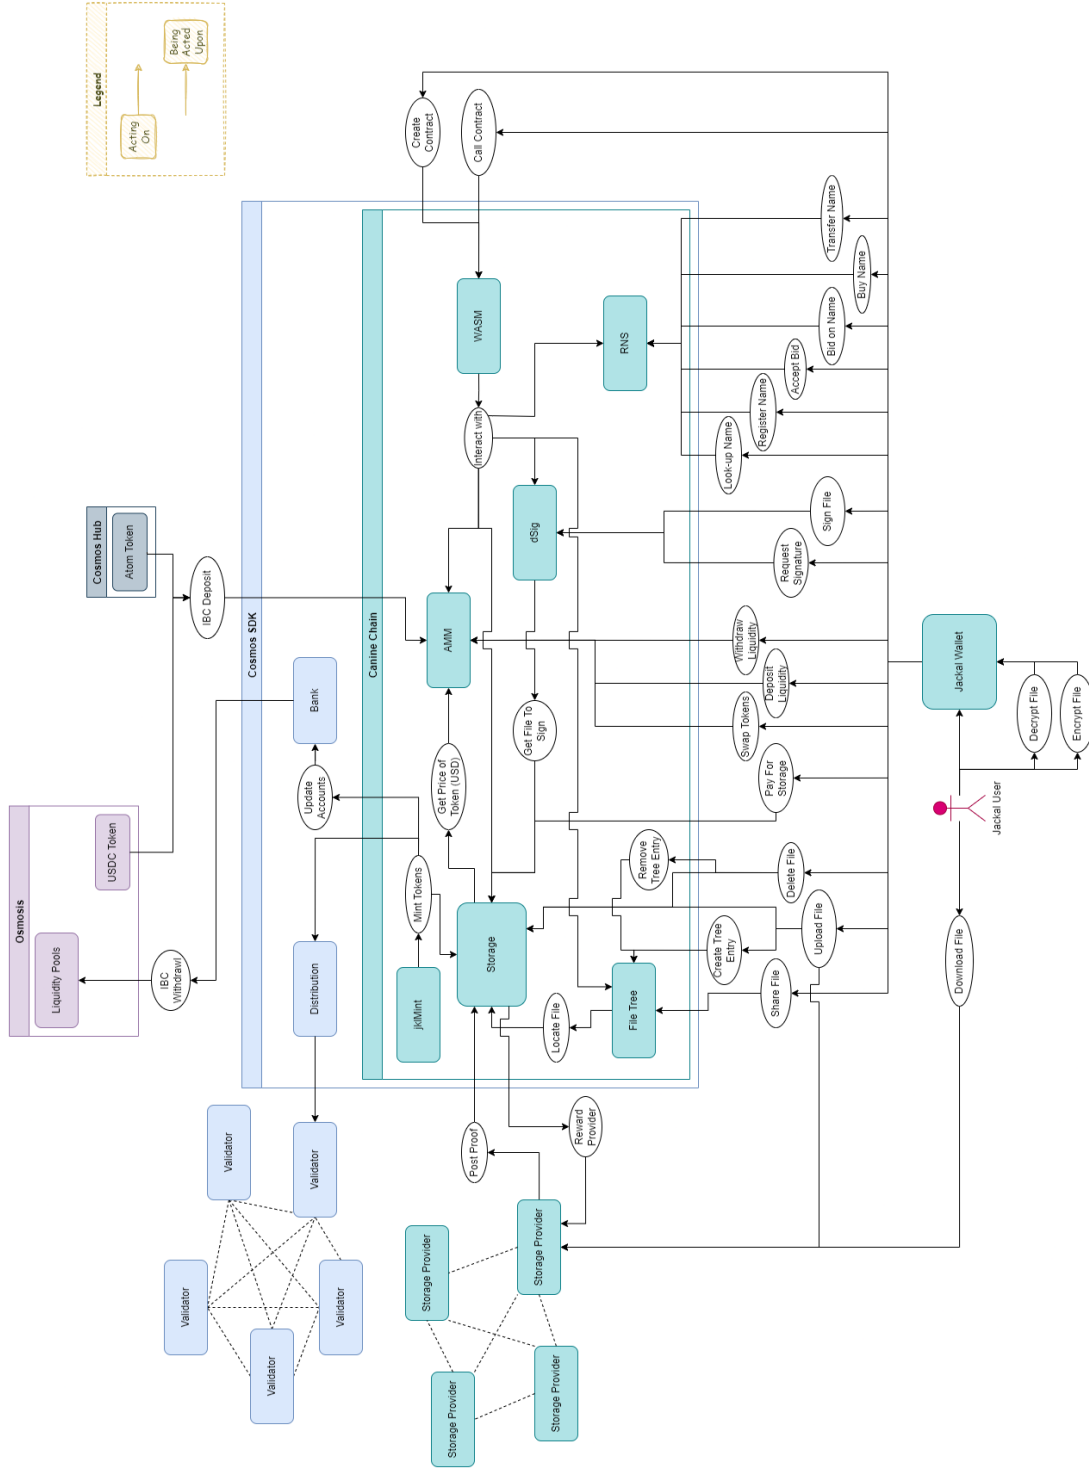 Legend
Acting
On
Being
Acted
Upon
Create
Contract
Call Contract
Transfer Name
Buy Name
Bid on Name
Accept Bid
Register Name
Look-up Name
Sign File
Request
Signature
WASM
RNS
Interact with
dSig
Cosmos Hub
Atom Token
IBC Deposit
Cosmos SDK
Canine Chain
AMM
Bank
Update
Accounts
Get Price of
Token (USD)
Get File To
Sign
Withdraw
Liquidity
Deposit
Liquidity
Swap Tokens
Pay For
Storage
Jackal Wallet
Decrypt File
Encrypt File
Jackal User
Osmosis
USDC Token
Liquidity Pools
IBC
Withdrawl
Mint Tokens
Distribution
jklMint
Storage
Remove
Tree Entry
Delete File
Create Tree
Entry
Upload File
Share File
Download File
File Tree
Locate File
Post Proof
Reward
Provider
Validator
Validator
Validator
Validator
Validator
Storage Provider
Storage Provider
Storage Provider
Storage Provider